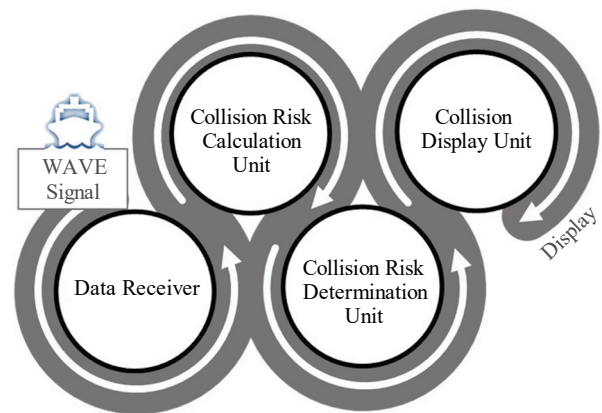 WAVE
Signal
Data Receiver
Collision Risk
Calculation
Unit
Collision Risk
Determination
Unit
Collision
Display Unit
Display